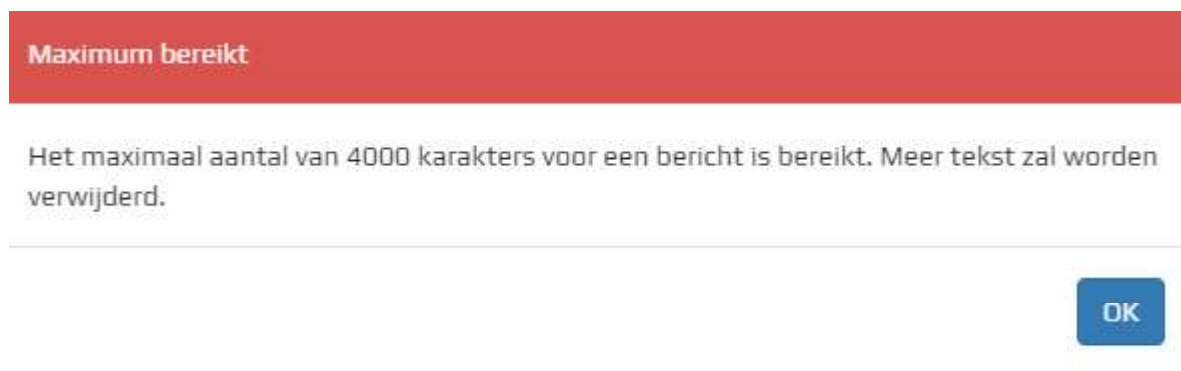 Maximum bereikt
Het maximaal aantal van 4000 karakters voor een bericht is bereikt. Meer tekst zal worden
verwijderd.
OK